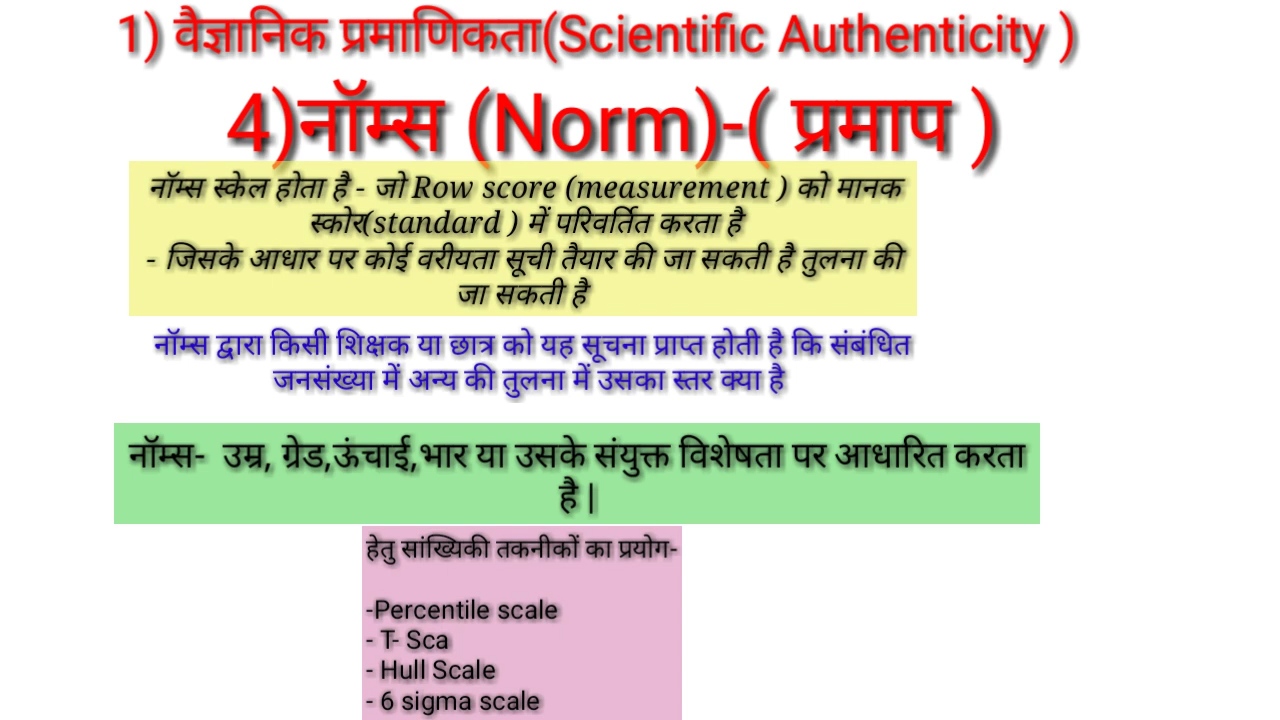 1) वैज्ञानिक प्रमाणिकता(Scientific Authenticity )
4)नॉम्स (Norm)-( प्रमाप )
नॉम्स स्केल होता है - जो Row score (measurement ) को मानक
स्कोर(standard ) में परिवर्तित करता है
- जिसके आधार पर कोई वरीयता सूची तैयार की जा सकती है तुलना की
जा सकती है
नॉम्स द्वारा किसी शिक्षक या छात्र को यह सूचना प्राप्त होती है कि संबंधित
जनसंख्या में अन्य की तुलना में उसका स्तर क्या है
नॉम्स- उम्र, ग्रेड,ऊंचाई,भार या उसके संयुक्त विशेषता पर आधारित करता
है |
हेतु सांख्यिकी तकनीकों का प्रयोग-
-Percentile scale
- T- Sca
- Hull Scale
- 6 sigma scale